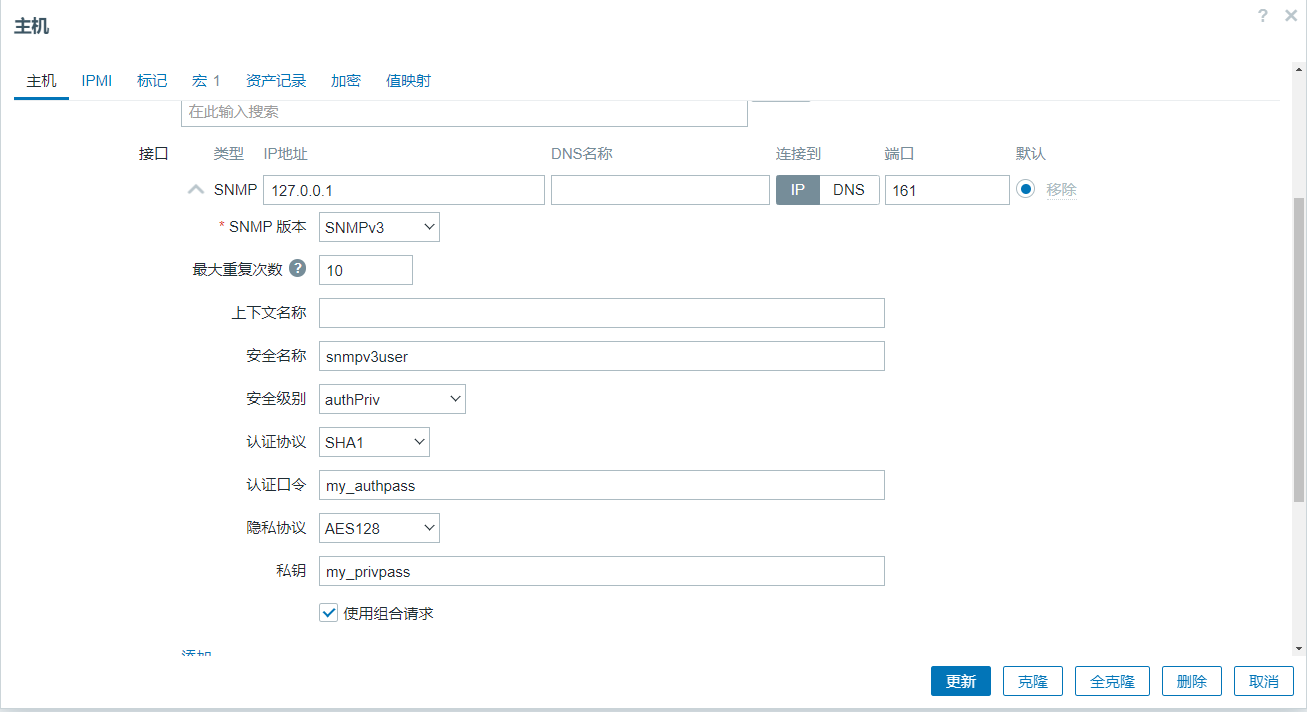 主机
?
主机 IPMI 标记 宏 1 资产记录 加密 值映射
在此输入搜索
接口 类型 IP地址 DNS名称 连接到 端口 默认
SNMP 127.0.0.1 IP DNS 161 移除
* SNMP 版本 SNMPv3
最大重复次数 ? 10
上下文名称
安全名称 snmpv3user
安全级别 authPriv
认证协议 SHA1
认证口令 my_authpass
隐私协议 AES128
私钥 my_privpass
使用组合请求
添加
更新 克隆 全克隆 删除 取消